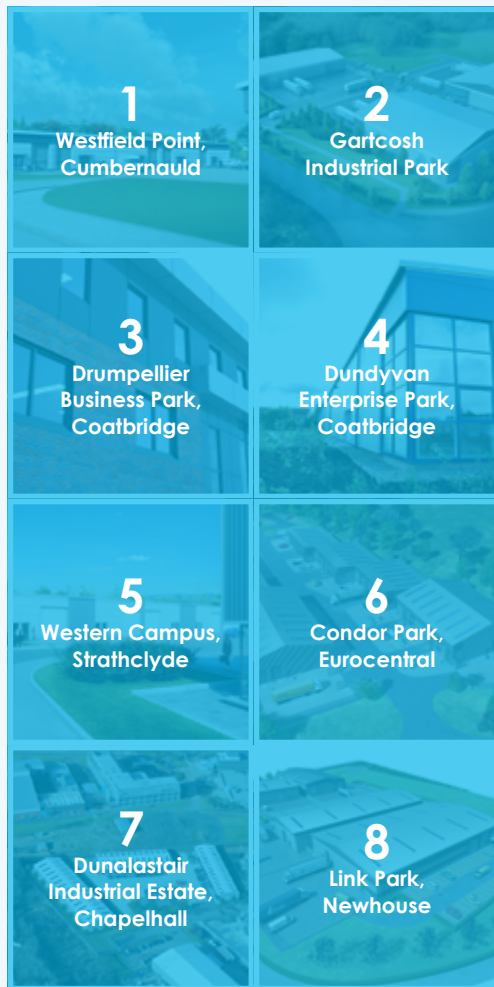 1
Westfield Point,
Cumbernauld
2
Gartcosh
Industrial Park
3
Drumpellier
Business Park,
Coatbridge
4
Dundyvan
Enterprise Park,
Coatbridge
5
Western Campus,
Strathclyde
6
Condor Park,
Eurocentral
7
Dunalastair
Industrial Estate,
Chapelhall
8
Link Park,
Newhouse